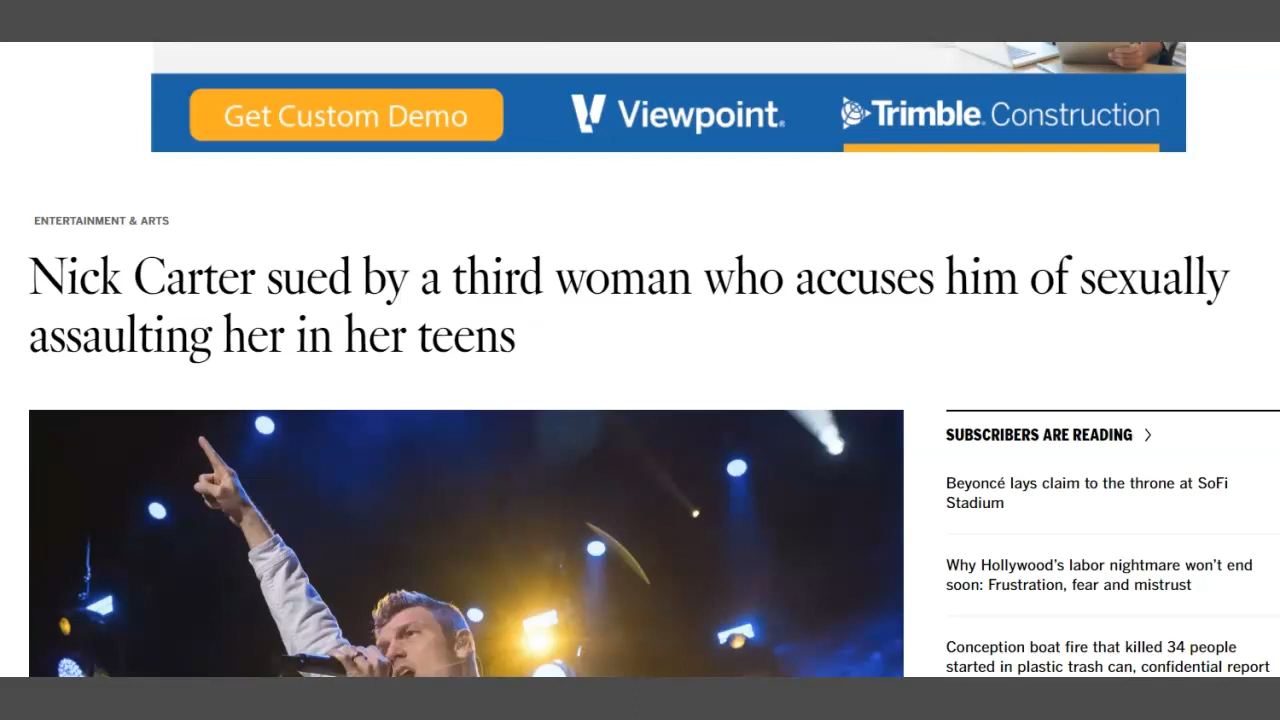 Get Custom Demo
Viewpoint.
Trimble. Construction
ENTERTAINMENT & ARTS
Nick Carter sued by a third woman who accuses him of sexually
assaulting her in her teens
SUBSCRIBERS ARE READING
Beyoncé lays claim to the throne at SoFi
Stadium
Why Hollywood's labor nightmare won't end
soon: Frustration, fear and mistrust
Conception boat fire that killed 34 people
started in plastic trash can, confidential report